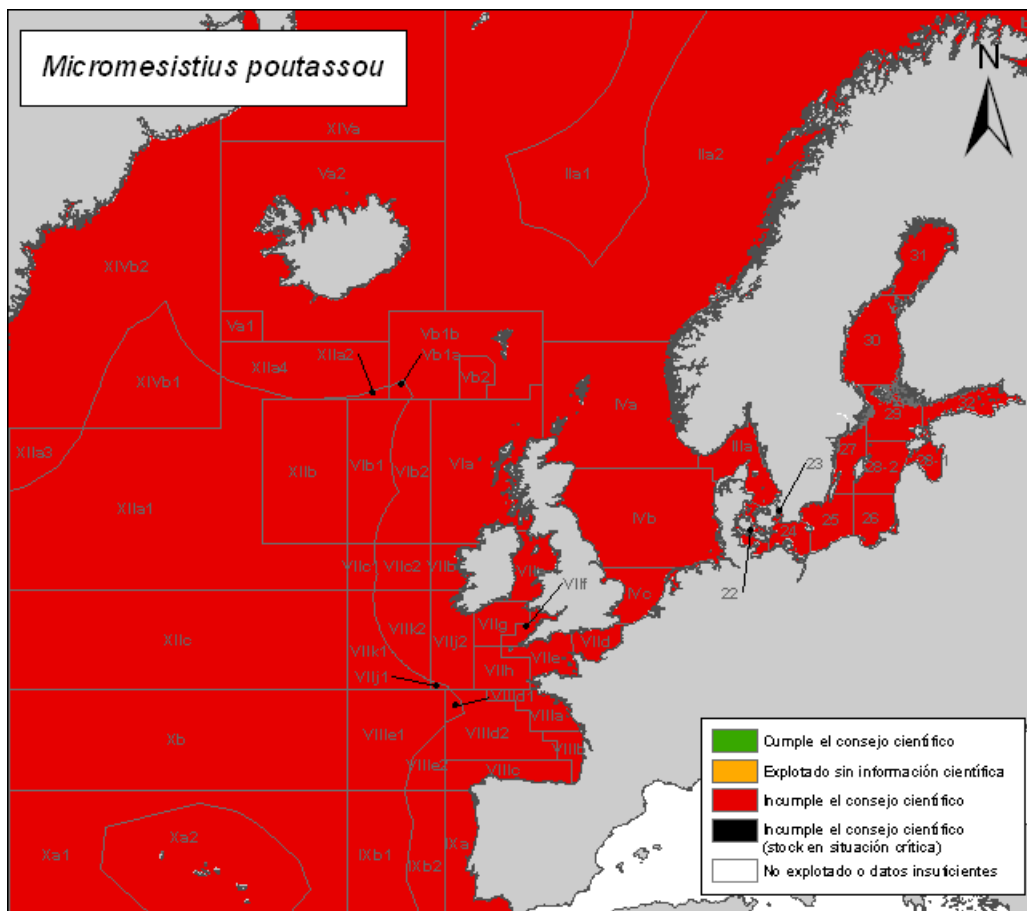 Micromesistius poutassou
N
XIVa
Va2
IIa1
IIa2
XIVb2
31
Va1
Vb1b
XIIa2
Vb1a
30
XIIa4
Vb2
XIVb1
IVa
29
32
XIIa3
IIIa
27
23
28-2
28-1
XIIb
VIb1
VIb2
VIa
XIIa1
IVb
25
26
24
VIIc1
VIIc2
VIIb
VIIa
VIIf
IVc
22
VIIg
XIIc
VIIk2
VIIj2
VIId
VIIk1
VIIe
VIIh
VIIj1
VIIId1
VIIIa
Xb
VIIIe1
VIIId2
VIIIb
VIIIe2
VIIIc
Xa2
Xa1
IXb1
IXb2
IXa
Cumple el consejo científico
Explotado sin información científica
Incumple el consejo científico
Incumple el consejo científico
(stock en situación crítica)
No explotado o datos insuficientes